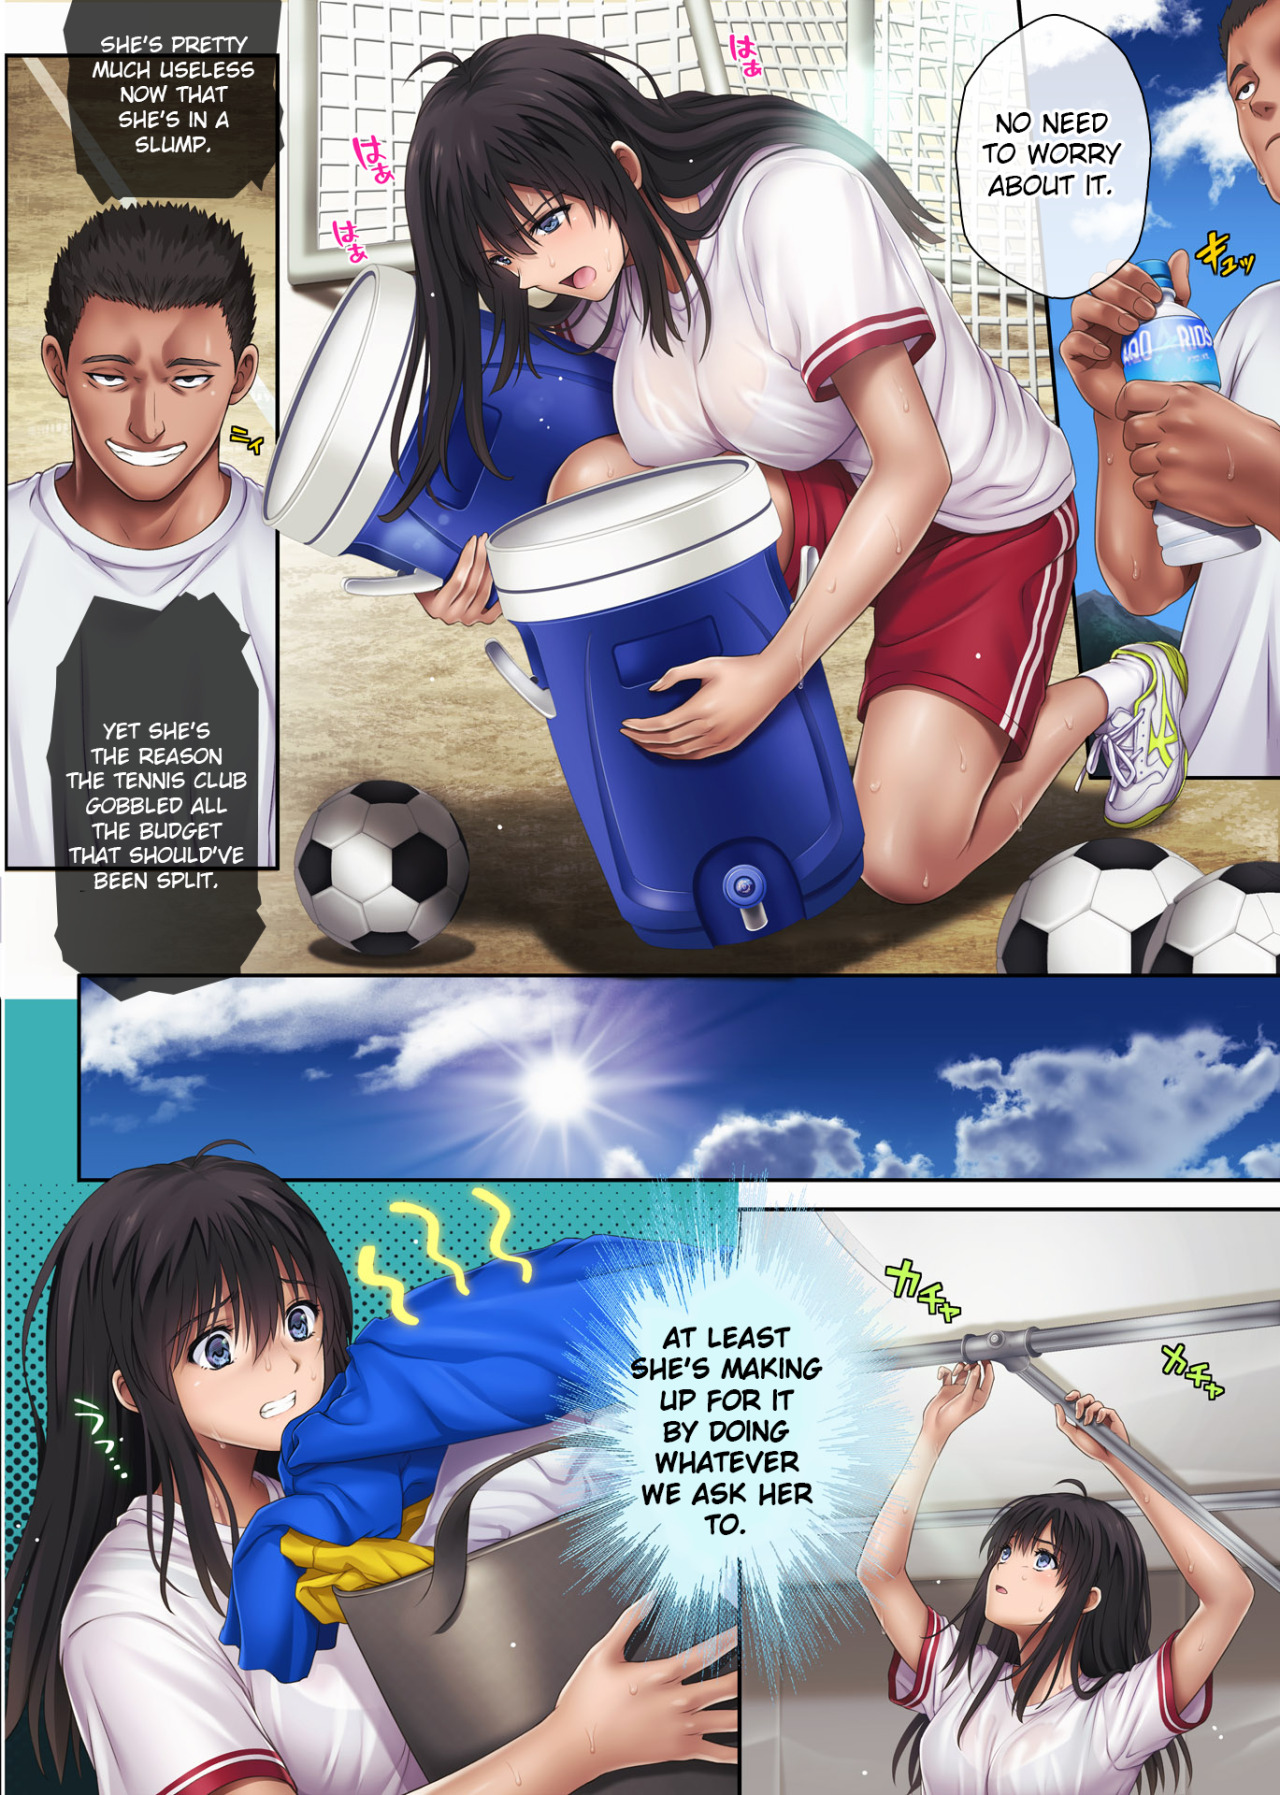 NO NEED
TO WORRY
ABOUT IT.
キュッ
RIDS
はぁ
はぁ
はぁ
SHE'S PRETTY
MUCH USELESS
NOW THAT
SHE'S IN A
SLUMP.
ニィ
YET SHE'S
THE REASON
THE TENNIS CLUB
GOBBLED ALL
THE BUDGET
THAT SHOULD'VE
BEEN SPLIT.
カチャ
カチャ
AT LEAST
SHE'S MAKING
UP FOR IT
BY DOING
WHATEVER
WE ASK HER
TO.
うっ…